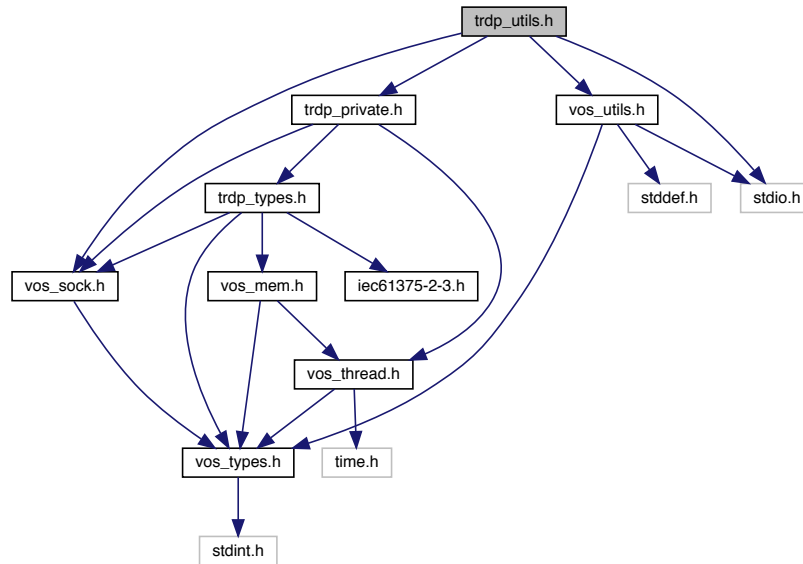 trdp_utils.h
trdp_private.h
vos_utils.h
trdp_types.h
stddef.h
stdio.h
vos_sock.h
vos_mem.h
iec61375-2-3.h
vos_thread.h
vos_types.h
time.h
stdint.h